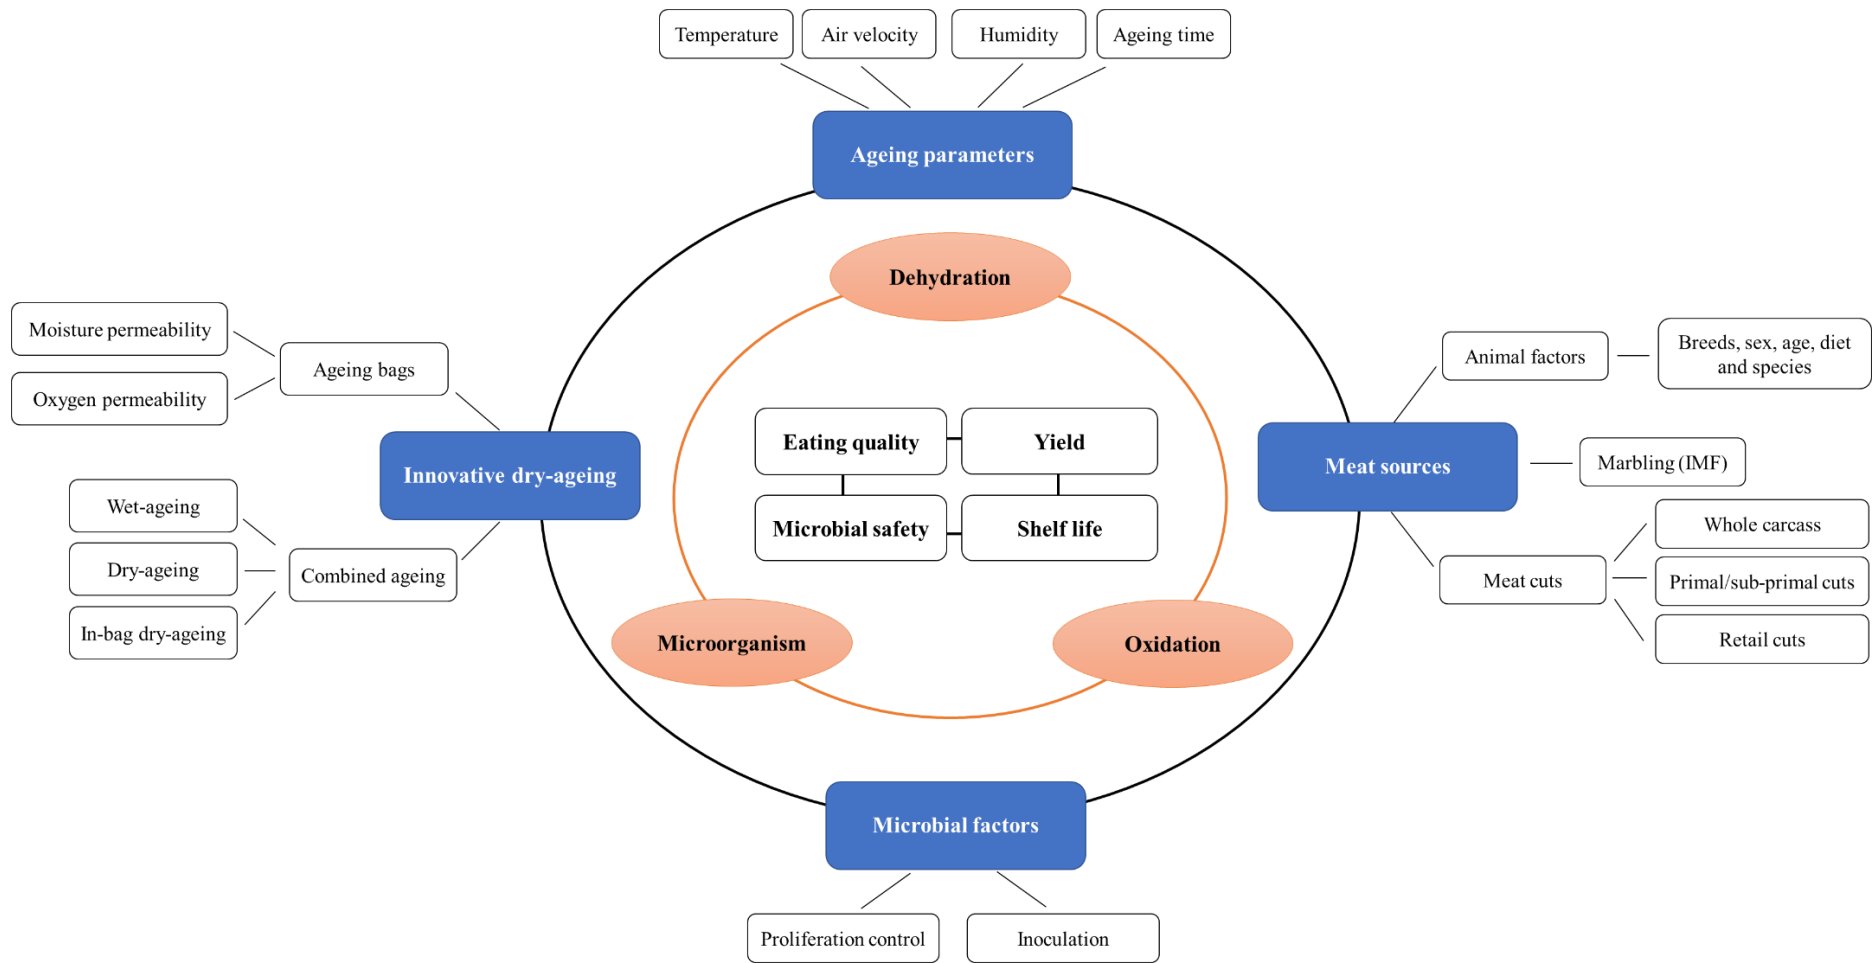 Temperature
Air velocity
Humidity
Ageing time
Ageing parameters
Dehydration
Moisture permeability
Oxygen permeability
Ageing bags
Innovative dry-ageing
Wet-ageing
Dry-ageing
In-bag dry-ageing
Combined ageing
Eating quality
Yield
Microbial safety
Shelf life
Microorganism
Oxidation
Animal factors
Breeds, sex, age, diet
and species
Meat sources
Marbling (IMF)
Meat cuts
Whole carcass
Primal/sub-primal cuts
Retail cuts
Microbial factors
Proliferation control
Inoculation